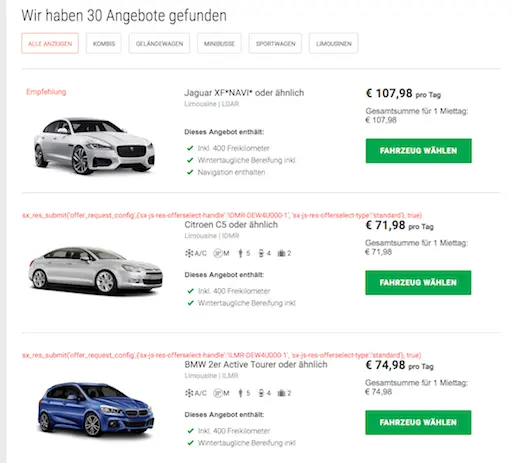 Wir haben 30 Angebote gefunden
ALLE ANZEIGEN KOMBIS GELÄNDEWAGEN MINIBUSSE SPORTWAGEN LIMOUSINEN
Empfehlung
Jaguar XF*NAVI* oder ähnlich
Limousine | LDAR
Dieses Angebot enthält:
Inkl. 400 Freikilometer
Wintertaugliche Bereifung inkl.
Navigation enthalten
€ 107,98 pro Tag
Gesamtsumme für 1 Miettag:
€ 107,98
FAHRZEUG WÄHLEN
sx_res_submit('offer_request_config',{'sx-js-res-offerselect-handle':'IDMR-DEW4U000-1', 'sx-js-res-offerselect-type':'standard'}, true)
Citroen C5 oder ähnlich
Limousine | IDMR
A/C M 5 4 2
Inkl. 400 Freikilometer
Wintertaugliche Bereifung inkl
€ 71,98 pro Tag
Gesamtsumme für 1 Miettag:
€ 71,98
FAHRZEUG WÄHLEN
sx_res_submit('offer_request_config',{'sx-js-res-offerselect-handle':'ILMR-DEW4U000-1', 'sx-js-res-offerselect-type':'standard'}, true)
BMW 2er Active Tourer oder ähnlich
Limousine | ILMR
A/C M 5 4 2
Dieses Angebot enthält:
Inkl. 400 Freikilometer
Wintertaugliche Bereifung inkl
€ 74,98 pro Tag
Gesamtsumme für 1 Miettag:
€ 74,98
FAHRZEUG WÄHLEN